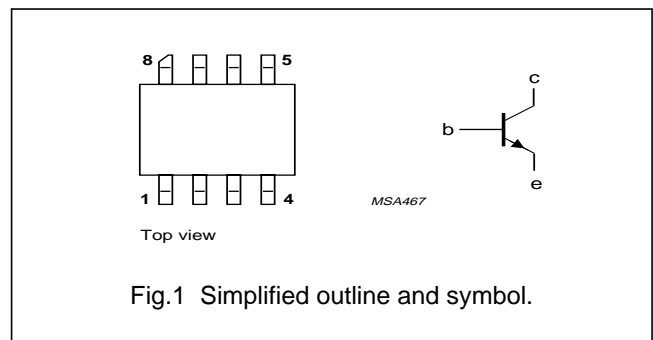 8 5
c
b
e
1 4
MSA467
Top view
Fig.1 Simplified outline and symbol.